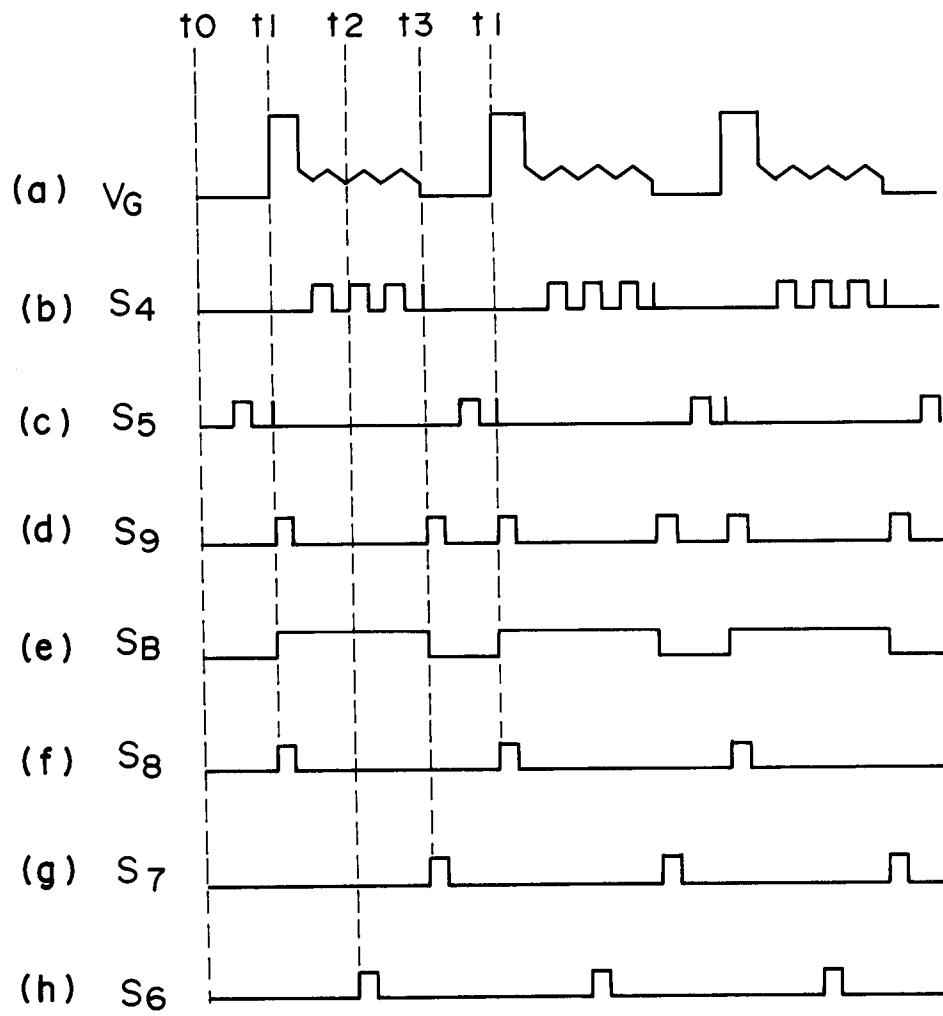 t0 t1 t2 t3 t1
(a) VG
(b) S4
(c) S5
(d) S9
(e) SB
(f) S8
(g) S7
(h) S6